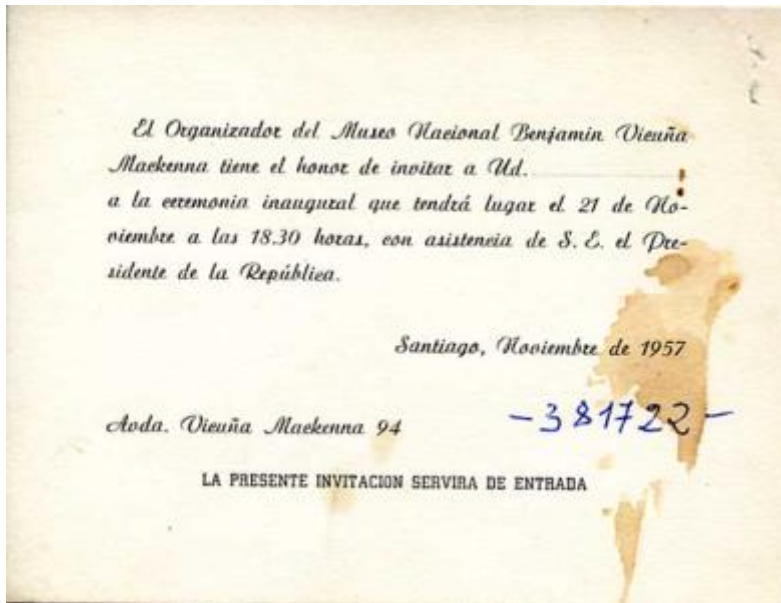 El Organizador del Museo Nacional Benjamin Vicuña
Mackenna tiene el honor de invitar a Ud.
a la ceremonia inaugural que tendrá lugar el 21 de No-
viembre a las 18.30 horas, con asistencia de S. E. el Pre-
sidente de la República.
Santiago, Noviembre de 1957
Avda. Vicuña Mackenna 94
-381722-
LA PRESENTE INVITACION SERVIRA DE ENTRADA